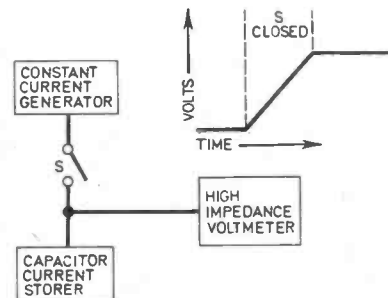 S
CLOSED
VOLTS
TIME
CONSTANT
CURRENT
GENERATOR
S
HIGH
IMPEDANCE
VOLTMETER
CAPACITOR
CURRENT
STORER